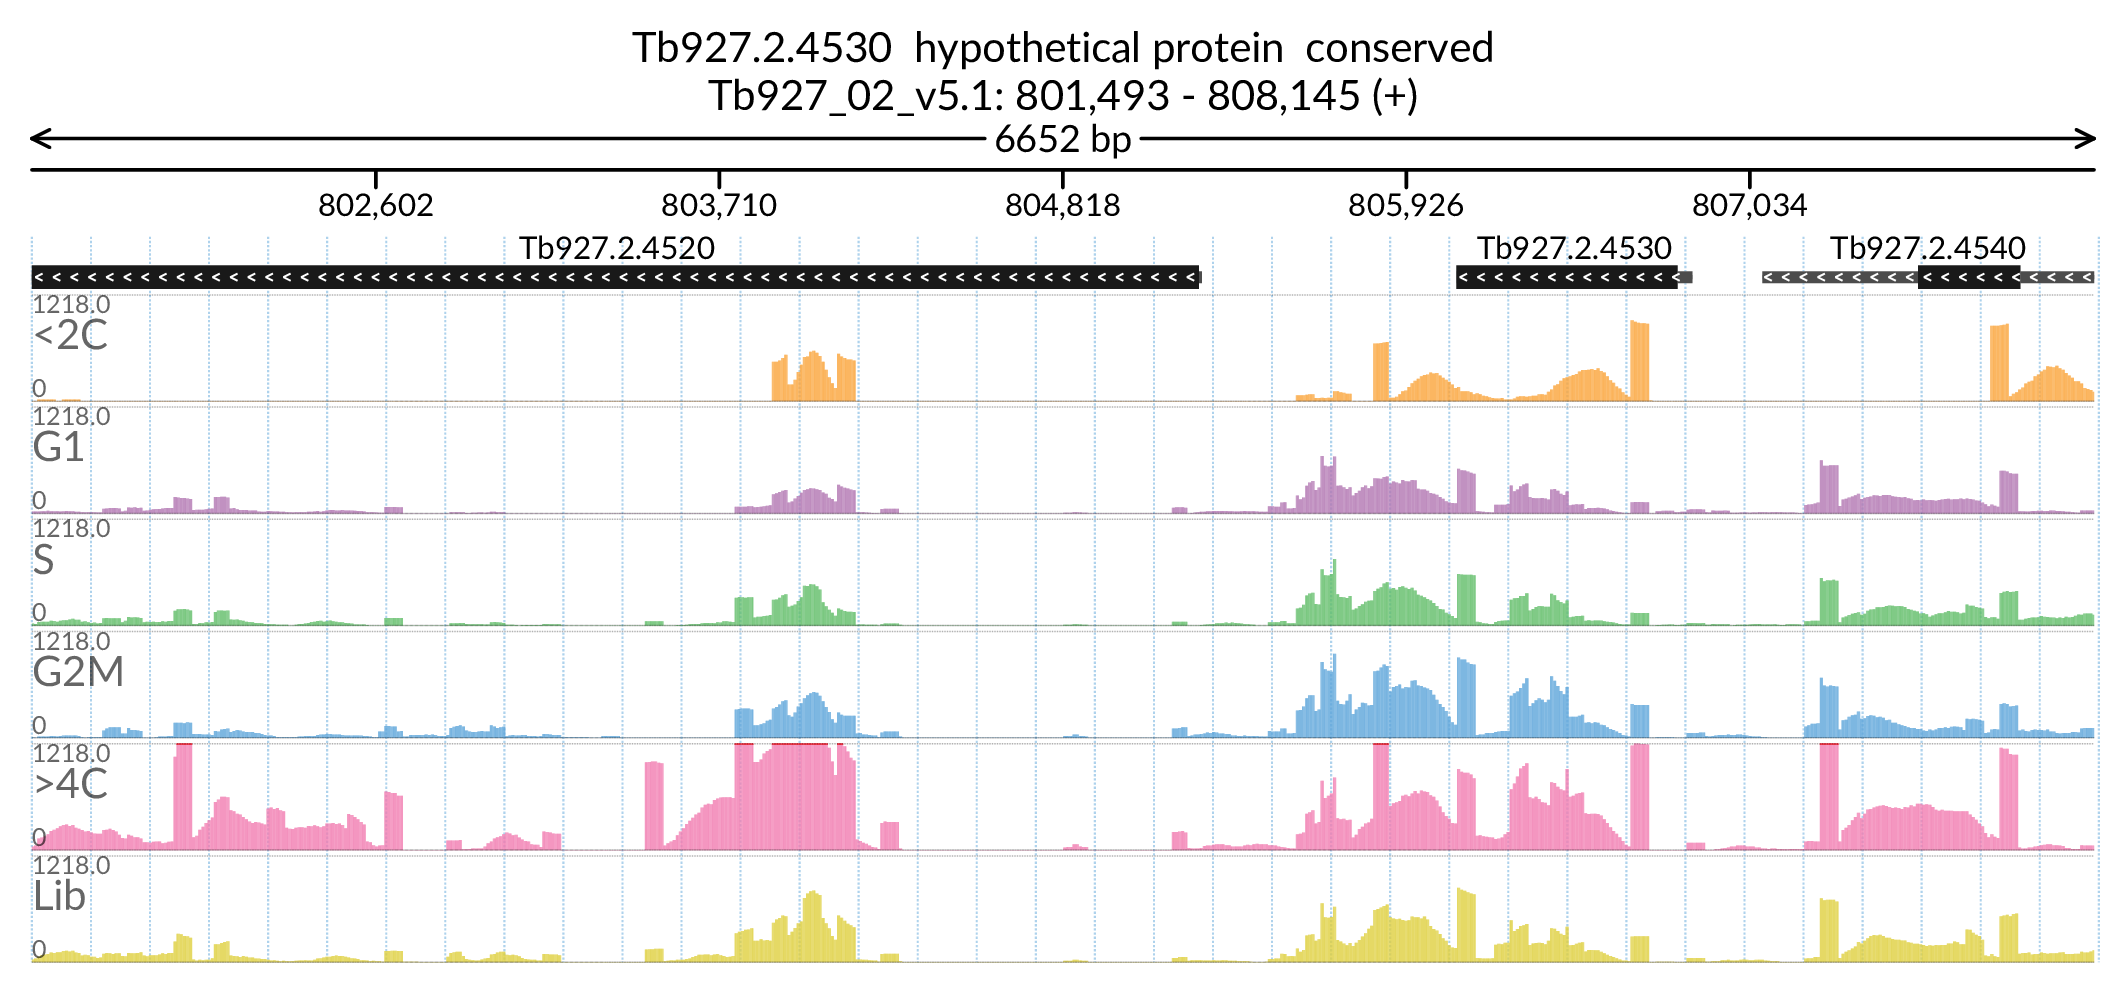 Tb927.2.4530  hypothetical protein  conserved
Tb927_02_v5.1: 801,493 - 808,145 (+)
6652 bp
802,602 803,710 804,818 805,926 807,034
Tb927.2.4520 Tb927.2.4530 Tb927.2.4540
1218.0
<2C
0
1218.0
G1
0
1218.0
S
0
1218.0
G2M
0
1218.0
>4C
0
1218.0
Lib
0